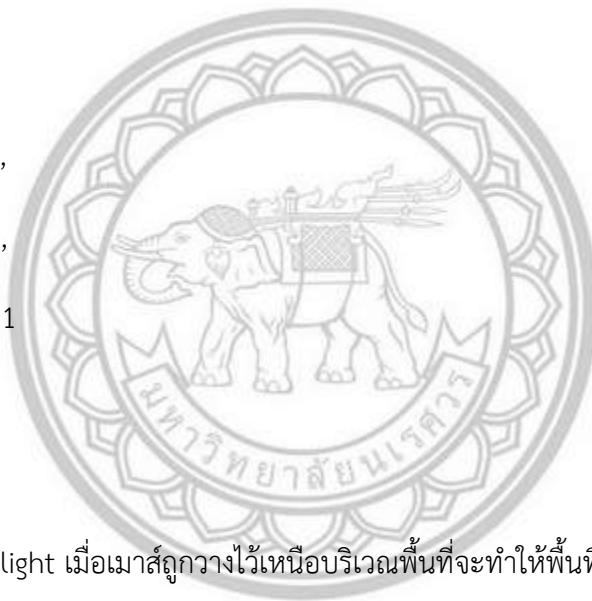 ,
,
1
มหาวิทยาลัยนเรศวร
light เมื่อเมาส์ถูกวางไว้เหนือบริเวณพื้นที่จะทำให้พื้นที่